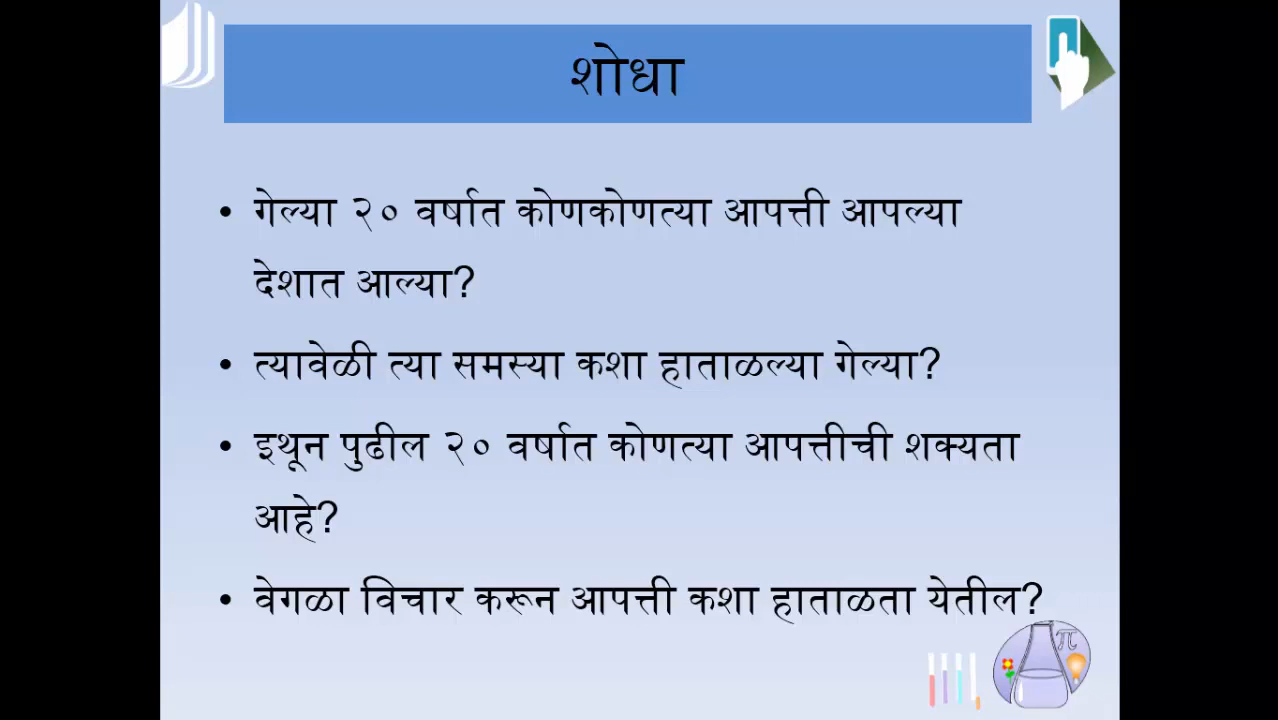 शोधा
• गेल्या २० वर्षात कोणकोणत्या आपत्ती आपल्या
देशात आल्या?
• त्यावेळी त्या समस्या कशा हाताळल्या गेल्या?
• इथून पुढील २० वर्षात कोणत्या आपत्तीची शक्यता
आहे?
• वेगळा विचार करून आपत्ती कशा हाताळता येतील?
π